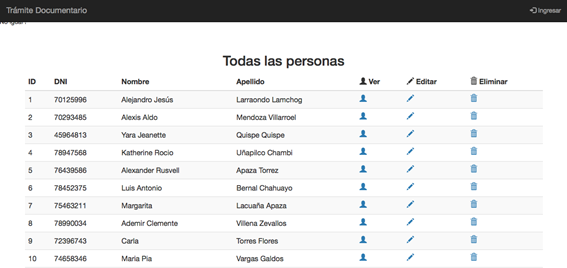 Trámite Documentario Ingresar
Todas las personas
ID DNI Nombre Apellido Ver Editar Eliminar
1 70125996 Alejandro Jesús Larraondo Lamchog
2 70293485 Alexis Aldo Mendoza Villarroel
3 45964813 Yara Jeanette Quispe Quispe
4 78947568 Katherine Rocio Uñapilco Chambi
5 76439586 Alexander Rusvell Apaza Torrez
6 78452375 Luis Antonio Bernal Chahuayo
7 75463211 Margarita Lacuaña Apaza
8 78990034 Ademir Clemente Villena Zevallos
9 72396743 Carla Torres Flores
10 74658346 Maria Pia Vargas Galdos